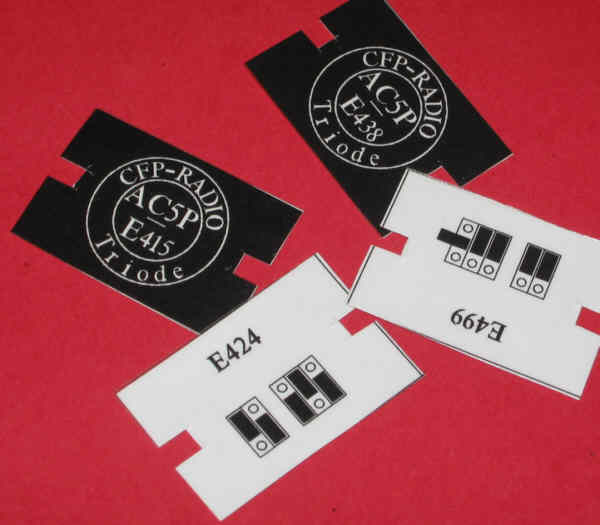 CFP-RADIO
AC5P
E438
Triode
CFP-RADIO
AC5P
E415
Triode
E499
E424